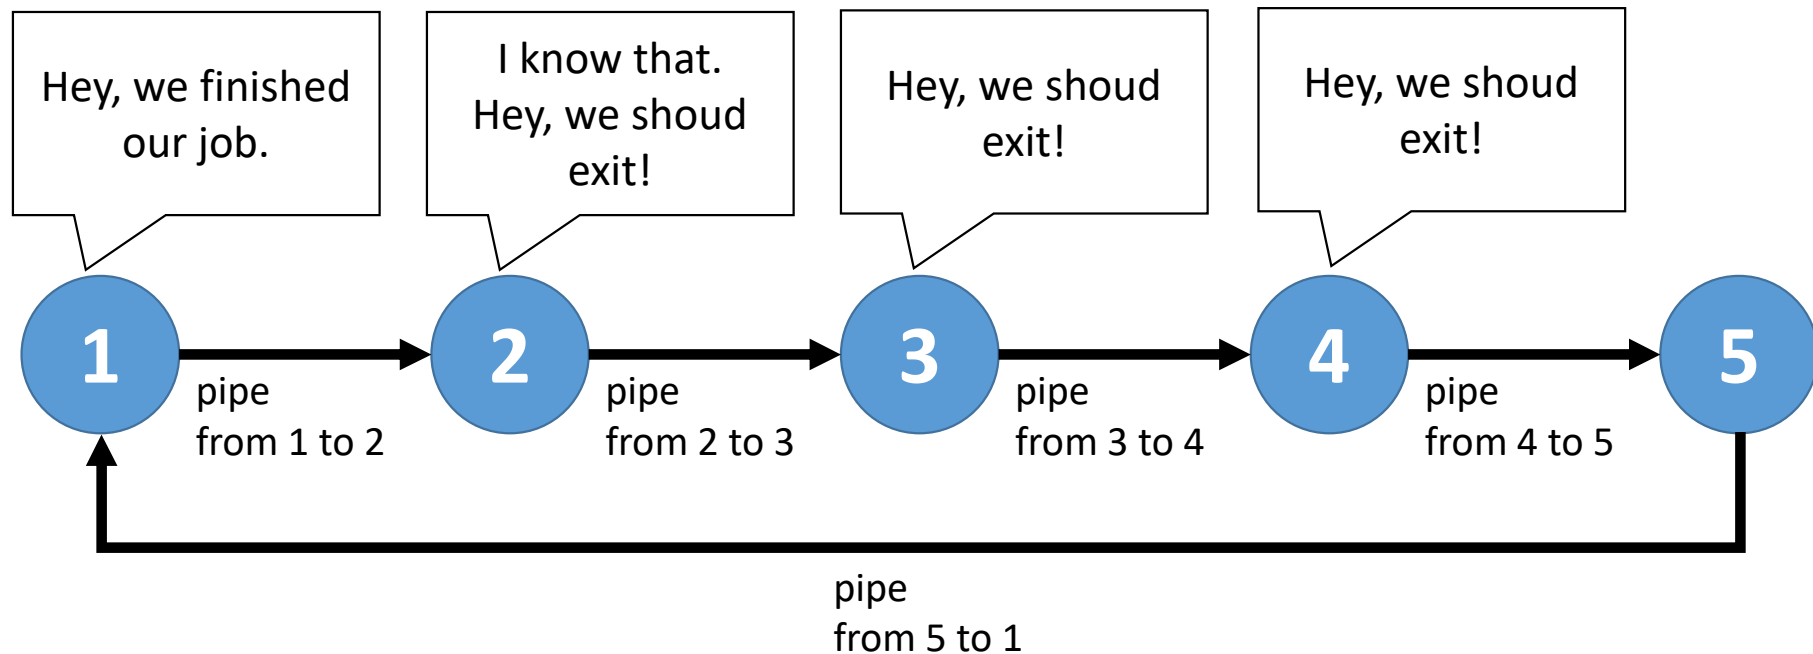 Hey, we finished
our job.
I know that.
Hey, we shoud
exit!
Hey, we shoud
exit!
Hey, we shoud
exit!
1
2
3
4
5
pipe
from 1 to 2
pipe
from 2 to 3
pipe
from 3 to 4
pipe
from 4 to 5
pipe
from 5 to 1